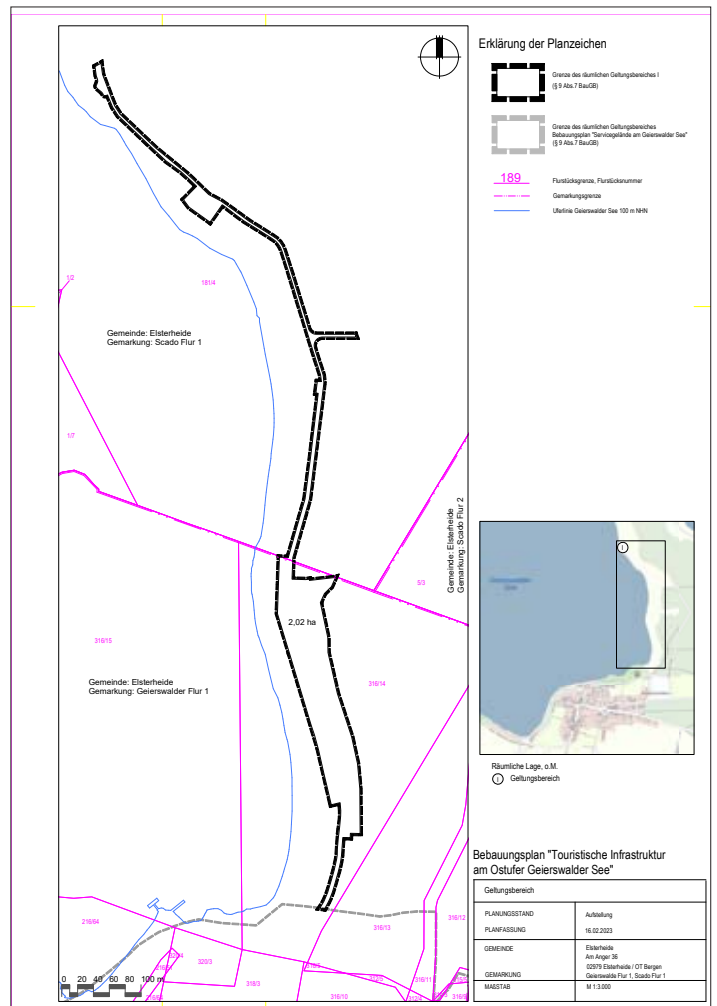 Erklärung der Planzeichen
Grenze des räumlichen Geltungsbereiches I
(§ 9 Abs.7 BauGB)
Grenze des räumlichen Geltungsbereiches
Bebauungsplan "Servicegelände am Geierswalder See"
(§ 9 Abs.7 BauGB)
189
Flurstücksgrenze, Flurstücksnummer
Gemarkungsgrenze
Uferlinie Geierswalder See 100 m NHN
1/2
181/4
Gemeinde: Elsterheide
Gemarkung: Scado Flur 1
1/7
Gemeinde: Elsterheide
Gemarkung: Scado Flur 2
5/3
2,02 ha
316/15
316/14
Gemeinde: Elsterheide
Gemarkung: Geierswalder Flur 1
216/64
316/13
316/12
320/3
318/3
316/10
316/11
312/4
0 20 40 60 80 100 m
Räumliche Lage, o.M.
I Geltungsbereich
Bebauungsplan "Touristische Infrastruktur
am Ostufer Geierswalder See"
Geltungsbereich
PLANUNGSSTAND Aufstellung
PLANFASSUNG 16.02.2023
GEMEINDE Elsterheide
Am Anger 36
02979 Elsterheide / OT Bergen
GEMARKUNG Geierswalde Flur 1, Scado Flur 1
MAßSTAB M 1:3.000